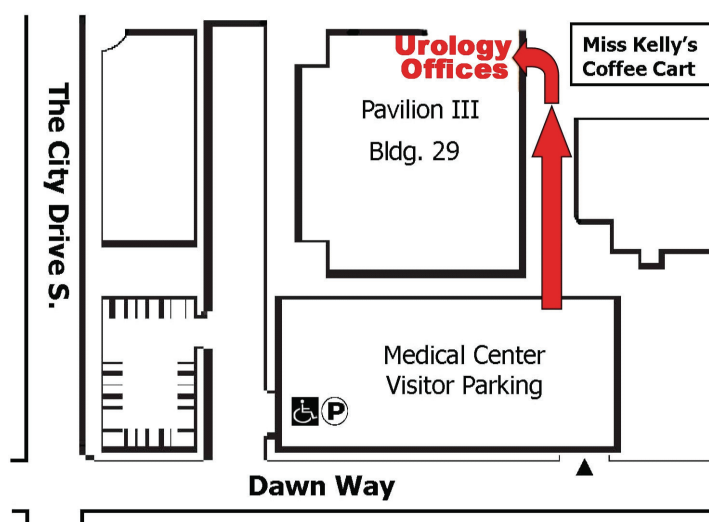 Urology
Offices
Miss Kelly's
Coffee Cart
Pavilion III
Bldg. 29
The City Drive S.
Medical Center
Visitor Parking
P
Dawn Way